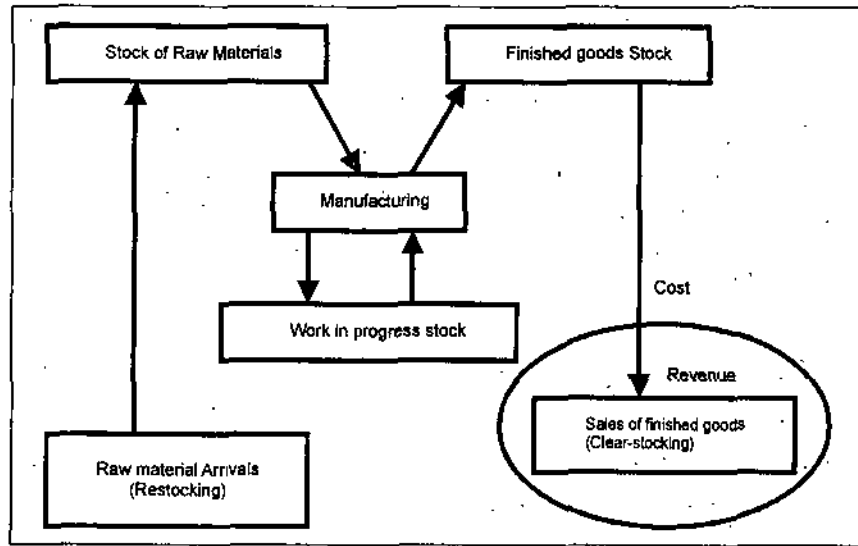 Stock of Raw Materials
Finished goods Stock
Manufacturing
Cost
Work in progress stock
Revenue
Sales of finished goods
(Clear-stocking)
Raw material Arrivals
(Restocking)